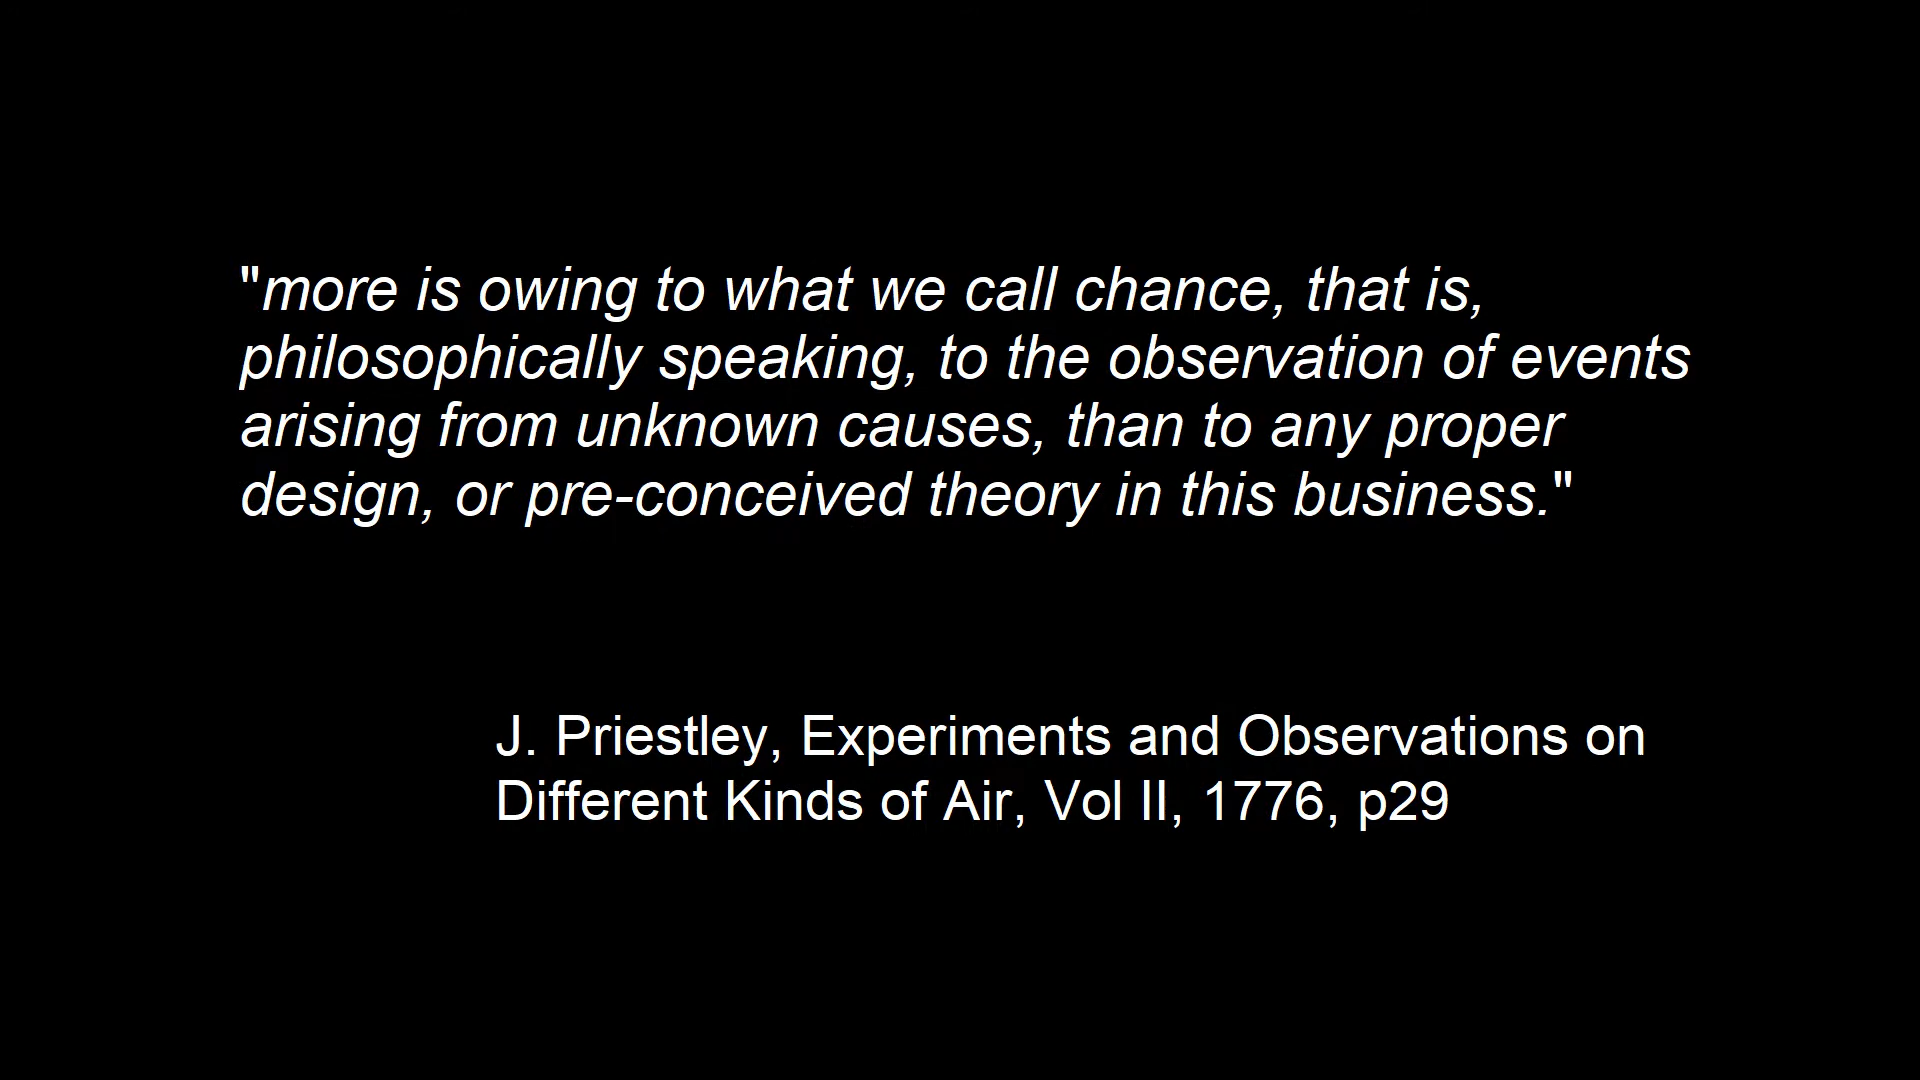 "more is owing to what we call chance, that is,
philosophically speaking, to the observation of events
arising from unknown causes, than to any proper
design, or pre-conceived theory in this business."
J. Priestley, Experiments and Observations on
Different Kinds of Air, Vol II, 1776, p29